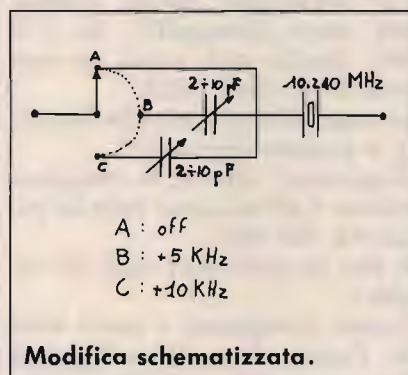 A
2÷10 pF
10.240 MHz
B
C
2÷10 pF
A : off
B : +5 KHz
C : +10 KHz
Modifica schematizzata.